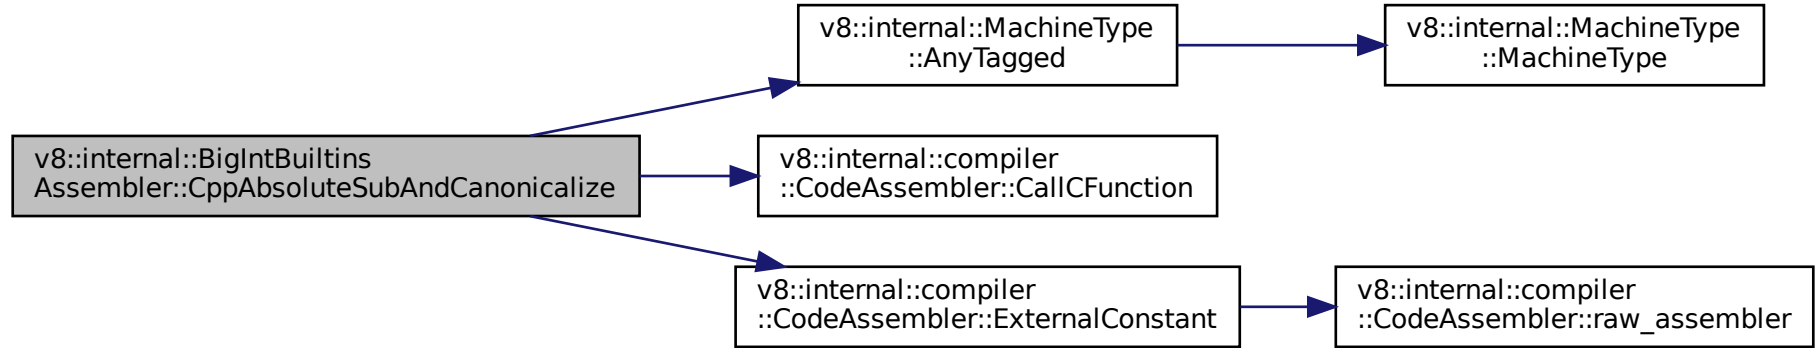 v8::internal::BigIntBuiltins
Assembler::CppAbsoluteSubAndCanonicalize
v8::internal::MachineType
::AnyTagged
v8::internal::MachineType
::MachineType
v8::internal::compiler
::CodeAssembler::CallCFunction
v8::internal::compiler
::CodeAssembler::ExternalConstant
v8::internal::compiler
::CodeAssembler::raw_assembler